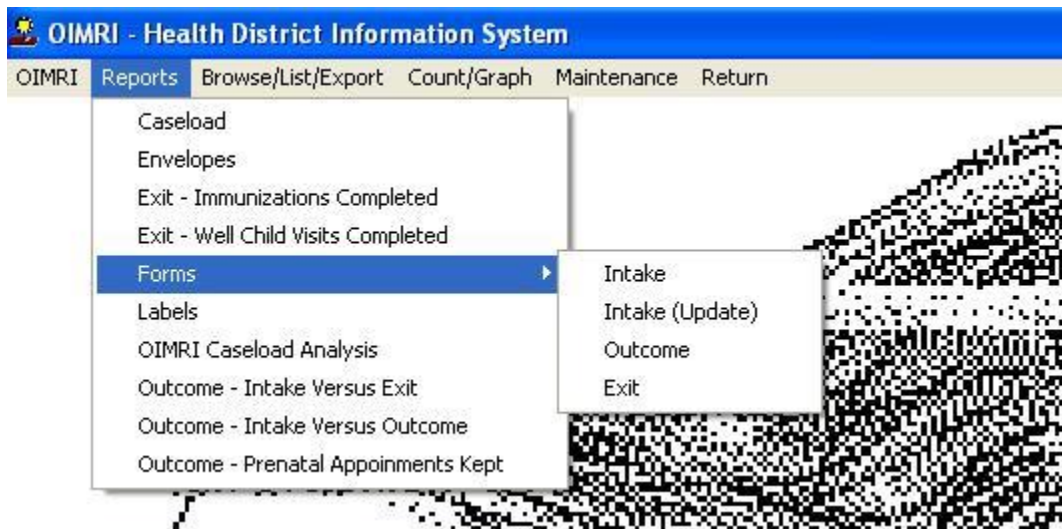 OIMRI - Health District Information System
OIMRI Reports Browse/List/Export Count/Graph Maintenance Return
Caseload
Envelopes
Exit - Immunizations Completed
Exit - Well Child Visits Completed
Forms
Labels
OIMRI Caseload Analysis
Outcome - Intake Versus Exit
Outcome - Intake Versus Outcome
Outcome - Prenatal Appoinments Kept
Intake
Intake (Update)
Outcome
Exit